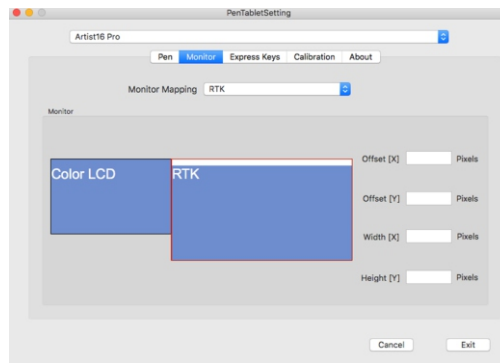 PenTabletSetting
Artist16 Pro
Pen Monitor Express Keys Calibration About
Monitor Mapping RTK
Monitor
Color LCD RTK
Offset [X] Pixels
Offset [Y] Pixels
Width [X] Pixels
Height [Y] Pixels
Cancel Exit